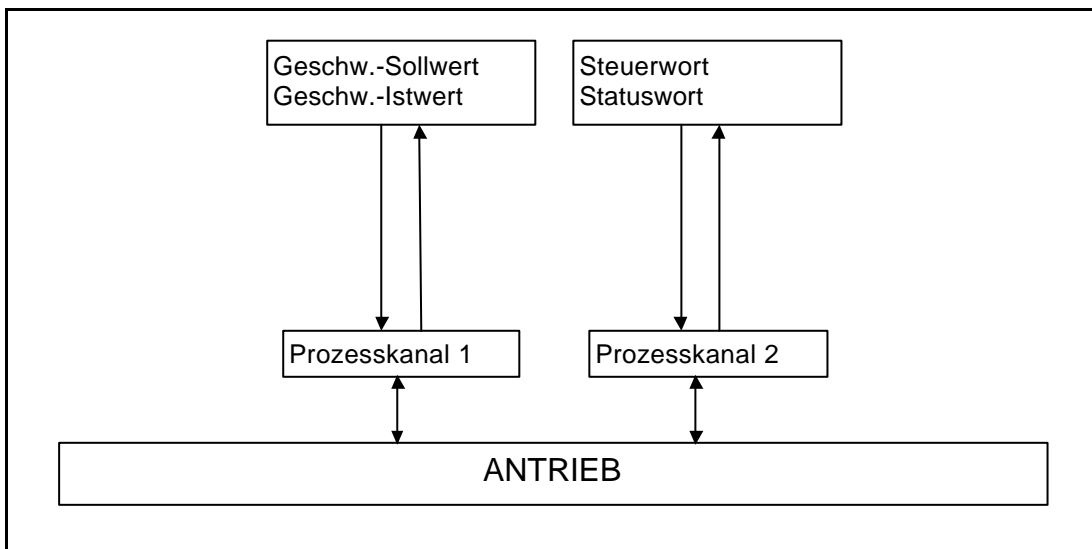 Geschw.-Sollwert
Geschw.-Istwert
Steuerwort
Statuswort
Prozesskanal 1
Prozesskanal 2
ANTRIEB